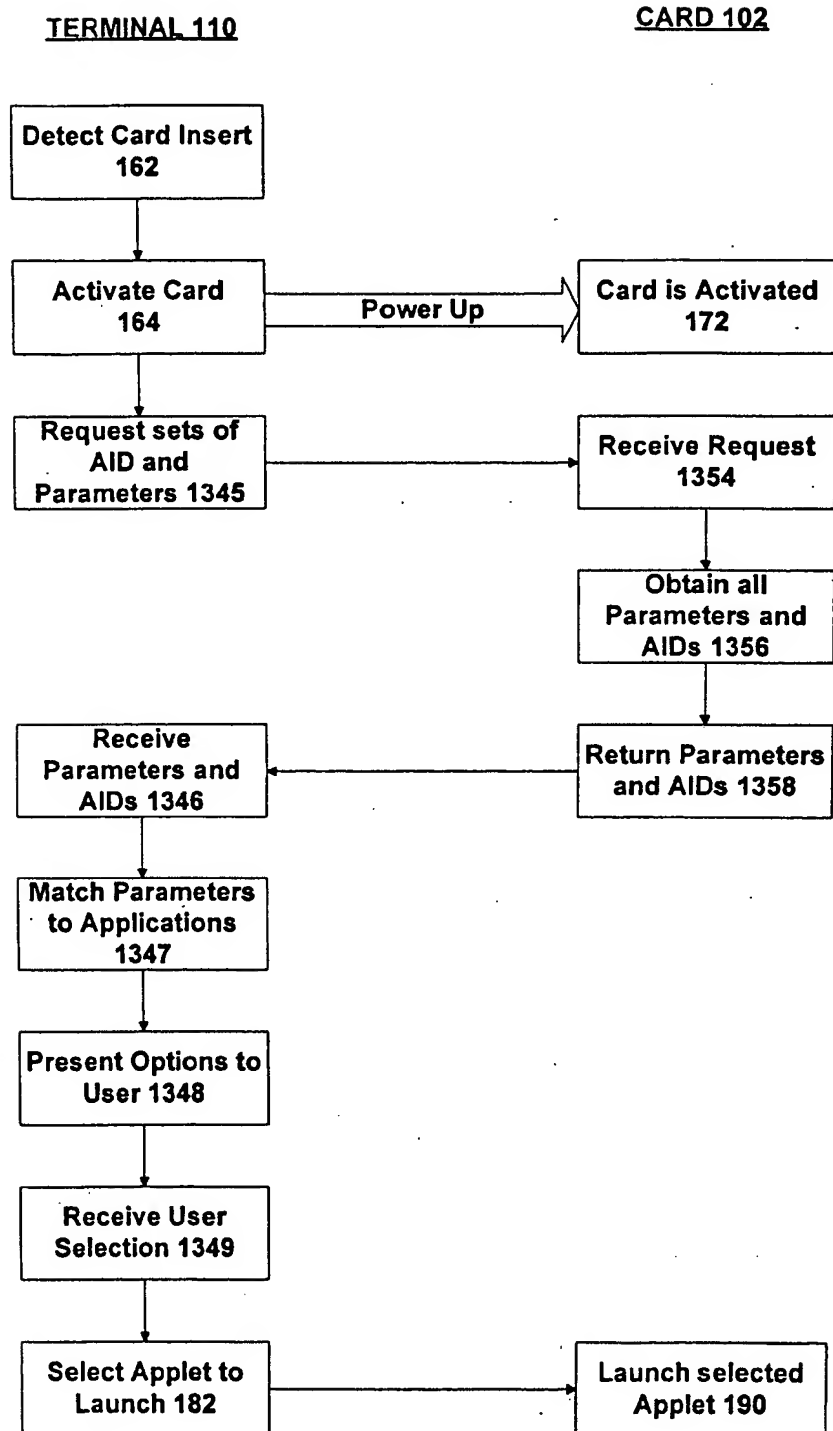 TERMINAL 110
CARD 102
Detect Card Insert
162
Activate Card
164
Power Up
Card is Activated
172
Request sets of
AID and
Parameters 1345
Receive Request
1354
Obtain all
Parameters and
AIDs 1356
Receive
Parameters and
AIDs 1346
Return Parameters
and AIDs 1358
Match Parameters
to Applications
1347
Present Options to
User 1348
Receive User
Selection 1349
Select Applet to
Launch 182
Launch selected
Applet 190